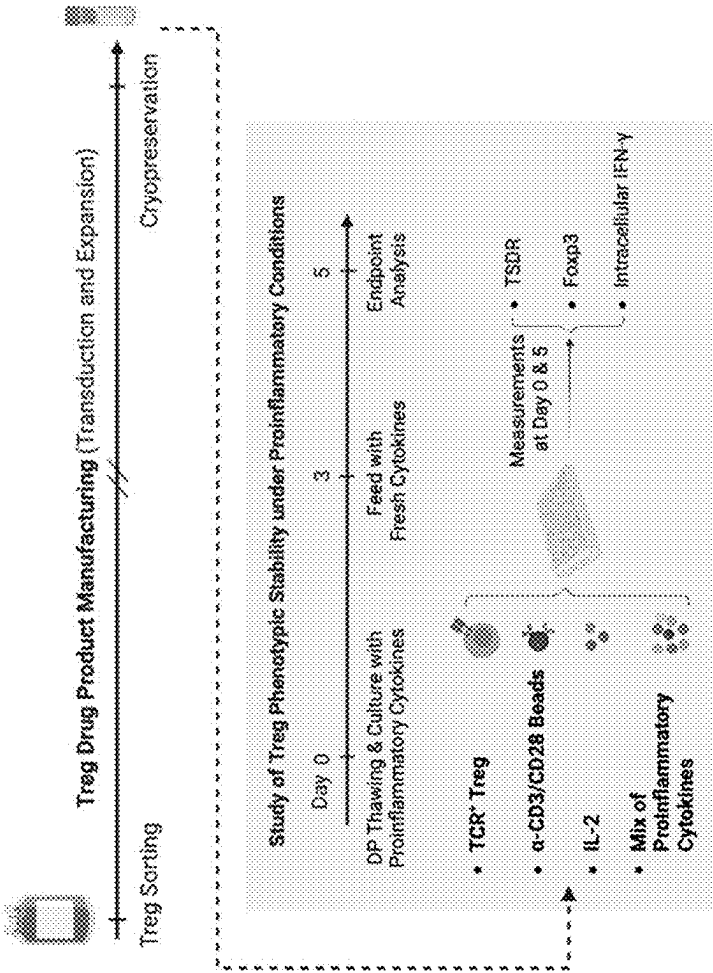 Treg Drug Product Manufacturing (Transduction and Expansion)
Treg Sorting
Cryopreservation
Study of Treg Phenotypic Stability under Proinflammatory Conditions
Day 0
3
5
DP Thawing & Culture with
Proinflammatory Cytokines
Feed with
Fresh Cytokines
Endpoint
Analysis
• TCR⁺ Treg
• α-CD3/CD28 Beads
• IL-2
• Mix of
Proinflammatory
Cytokines
Measurements
at Day 0 & 5
• TSDR
• Foxp3
• Intracellular IFN-γ